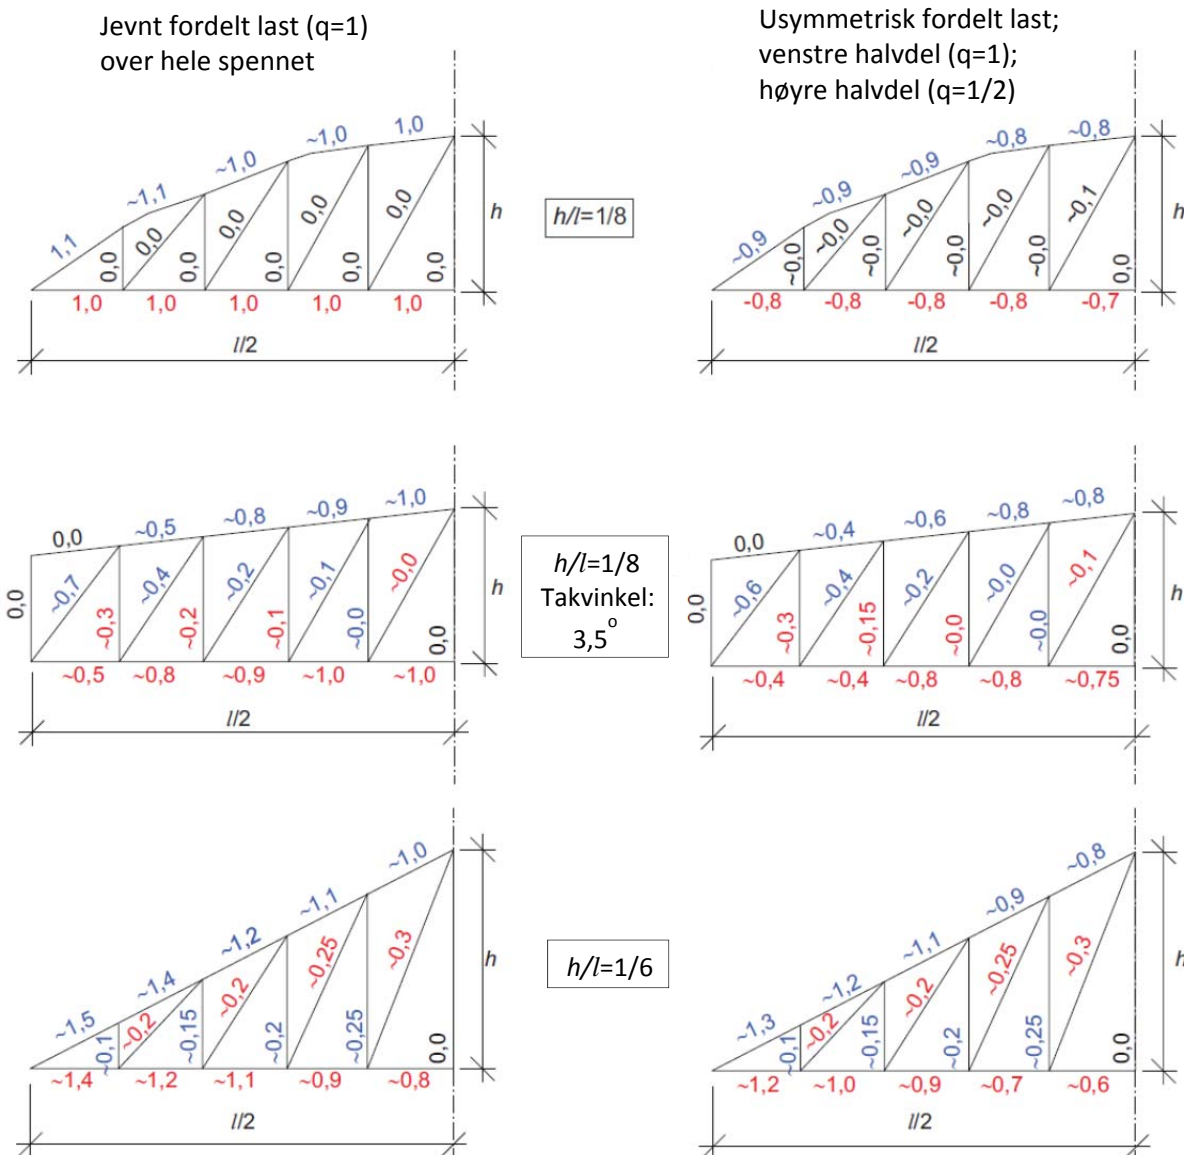 Jevnt fordelt last (q=1)
over hele spennet
Usymmetrisk fordelt last;
venstre halvdel (q=1);
høyre halvdel (q=1/2)
1,1 ~1,1 ~1,0 ~1,0 1,0
0,0 0,0 0,0 0,0 0,0 0,0 0,0 0,0 0,0
1,0 1,0 1,0 1,0 1,0
h
l/2
h/l=1/8
~0,9 ~0,9 ~0,9 ~0,8 ~0,8
~0,0 ~0,0 ~0,0 ~0,0 ~0,0 ~0,0 ~0,0 ~0,1 0,0
-0,8 -0,8 -0,8 -0,8 -0,7
h
l/2
0,0 ~0,5 ~0,8 ~0,9 ~1,0
0,0 ~0,7 ~0,3 ~0,4 ~0,2 ~0,2 ~0,1 ~0,1 ~0,0 ~0,0 0,0
~0,5 ~0,8 ~0,9 ~1,0 ~1,0
h
l/2
h/l=1/8
Takvinkel:
3,5°
0,0 ~0,4 ~0,6 ~0,8 ~0,8
0,0 ~0,6 ~0,3 ~0,4 ~0,15 ~0,2 ~0,0 ~0,0 ~0,0 ~0,1 0,0
~0,4 ~0,4 ~0,8 ~0,8 ~0,75
h
l/2
~1,5 ~1,4 ~1,2 ~1,1 ~1,0
~0,1 ~0,2 ~0,15 ~0,2 ~0,2 ~0,25 ~0,25 ~0,3 0,0
~1,4 ~1,2 ~1,1 ~0,9 ~0,8
h
l/2
h/l=1/6
~1,3 ~1,2 ~1,1 ~0,9 ~0,8
~0,1 ~0,2 ~0,15 ~0,2 ~0,2 ~0,25 ~0,25 ~0,3 0,0
~1,2 ~1,0 ~0,9 ~0,7 ~0,6
h
l/2